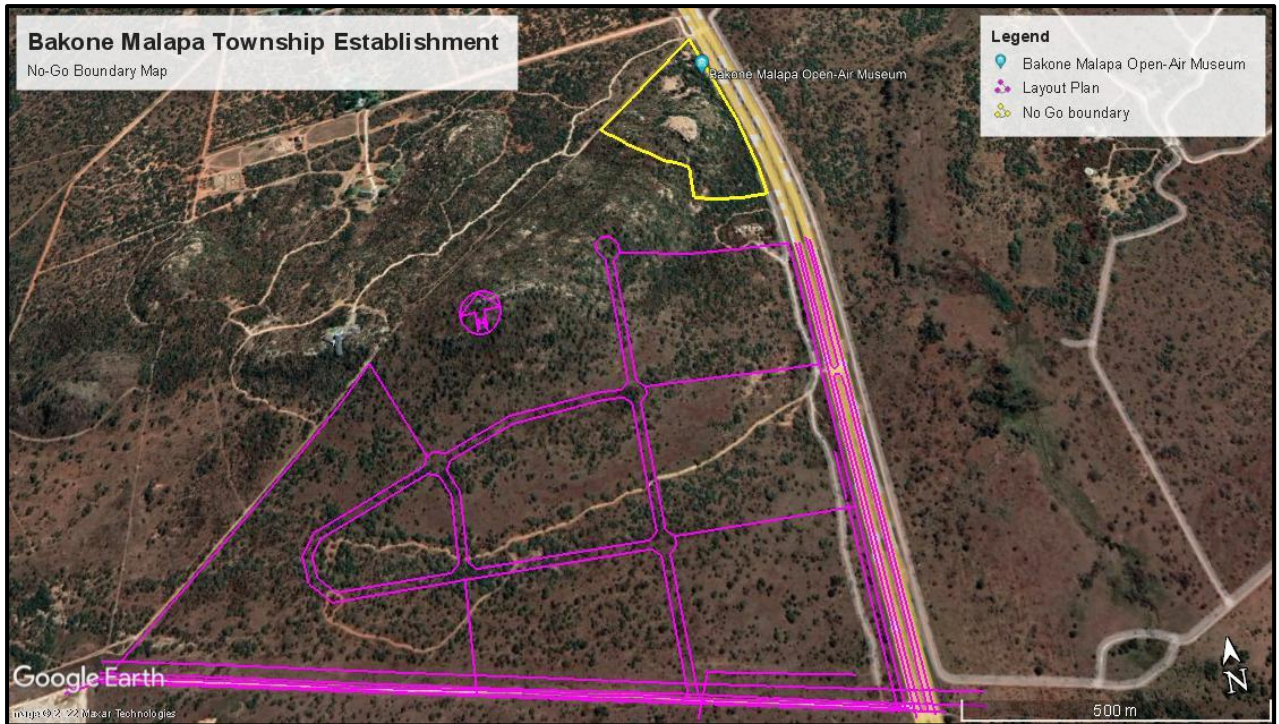 Bakone Malapa Township Establishment
No-Go Boundary Map
Legend
Bakone Malapa Open-Air Museum
Layout Plan
No Go boundary
Bakone Malapa Open-Air Museum
Google Earth
Maxar Technologies
500 m
N